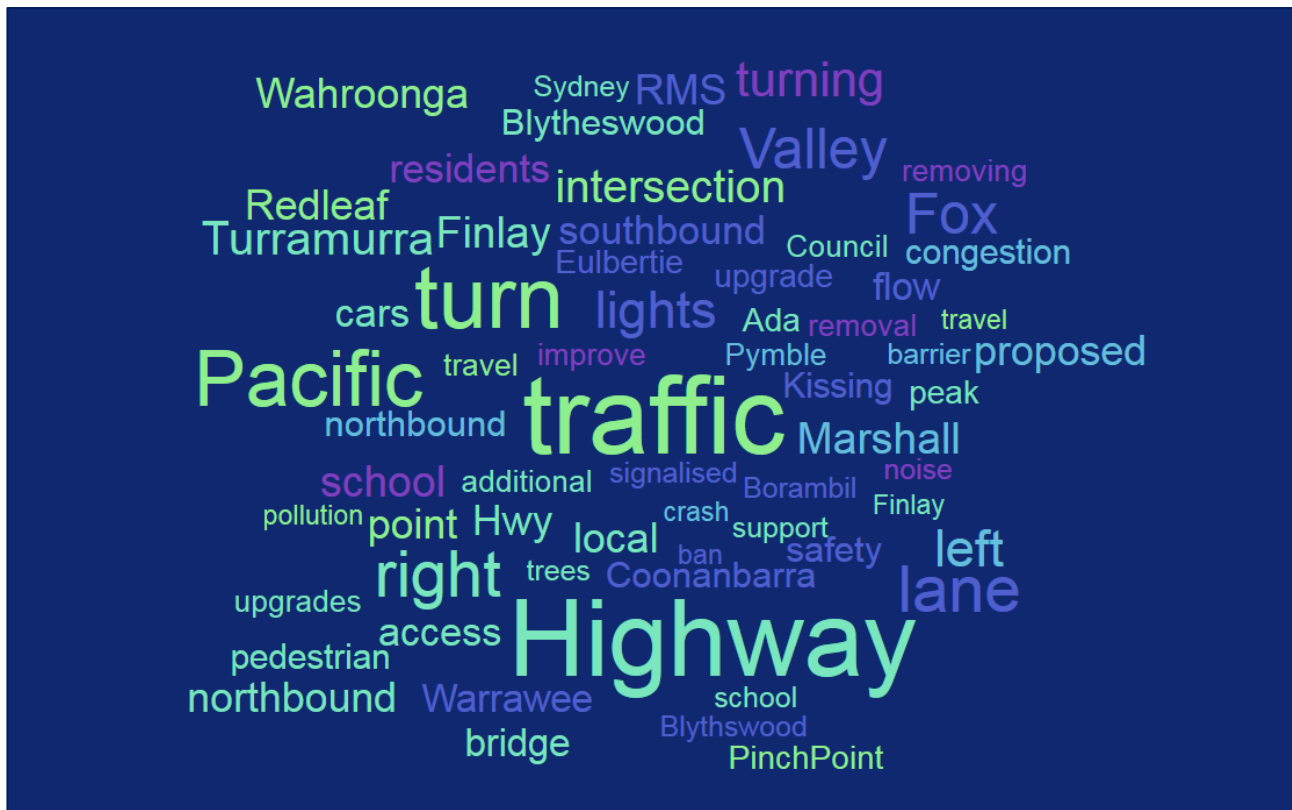 Wahroonga Sydney RMS turning
Blytheswood
Valley
residents removing
intersection
Redleaf Fox
Turramurra Finlay southbound Council congestion
Eulbertie upgrade flow
turn lights
cars Ada removal travel
Pacific travel improve Pymble barrier proposed
traffic Kissing peak
northbound Marshall
school additional signalised Borambil noise
pollution point Hwy crash support Finlay
local ban safety left
right trees Coonanbarra lane
upgrades
access Highway
pedestrian
northbound Warrawee school
Blythswood
bridge PinchPoint